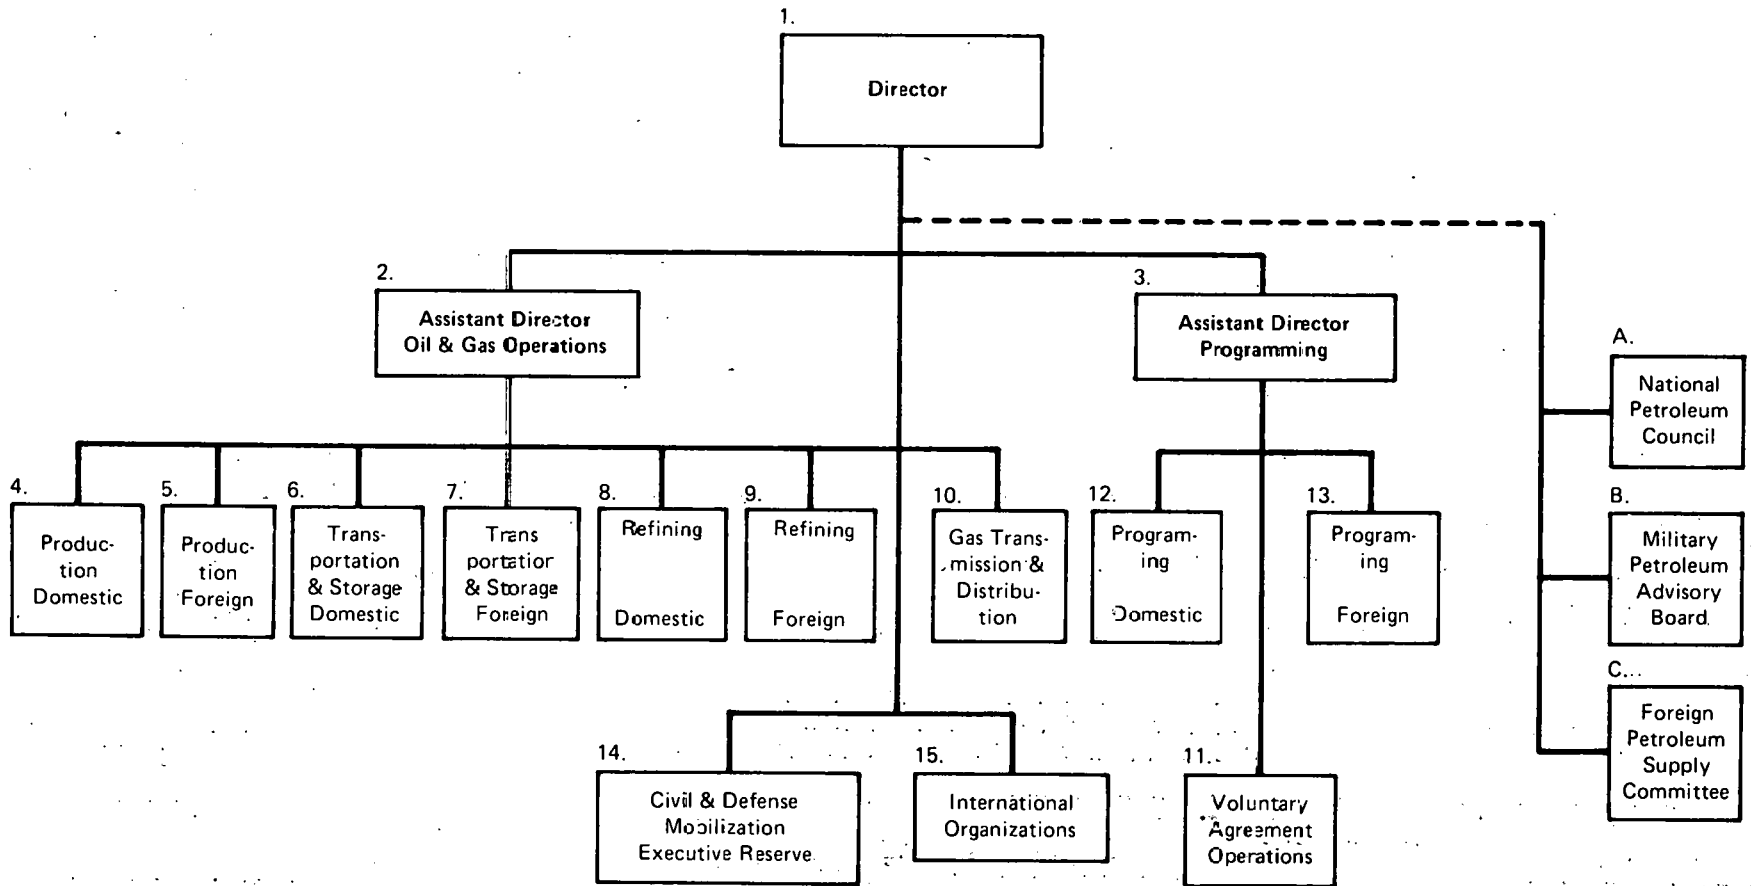 1.
Director
2.
Assistant Director
Oil & Gas Operations
3.
Assistant Director
Programming
A.
National
Petroleum
Council
4.
Produc-
tion
Domestic
5.
Produc-
tion
Foreign
6.
Trans-
portation
& Storage
Domestic
7.
Trans
portation
& Storage
Foreign
8.
Refining
Domestic
9.
Refining
Foreign
10.
Gas Trans-
mission &
Distribu-
tion
12.
Program-
ing
Domestic
13.
Program-
ing
Foreign
B.
Military
Petroleum
Advisory
Board
C.
Foreign
Petroleum
Supply
Committee
14.
Civil & Defense
Mobilization
Executive Reserve
15.
International
Organizations
11.
Voluntary
Agreement
Operations